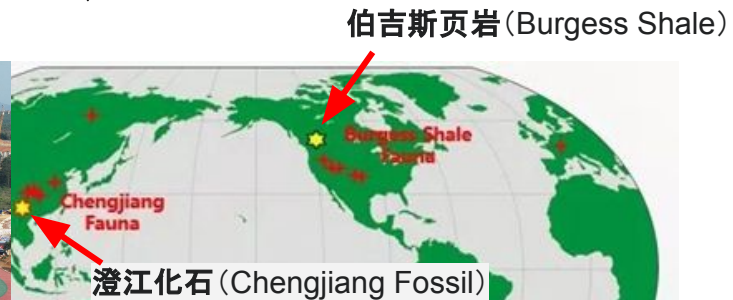 伯吉斯页岩（Burgess Shale）
Burgess Shale
Fauna
Chengjiang
Fauna
澄江化石（Chengjiang Fossil）